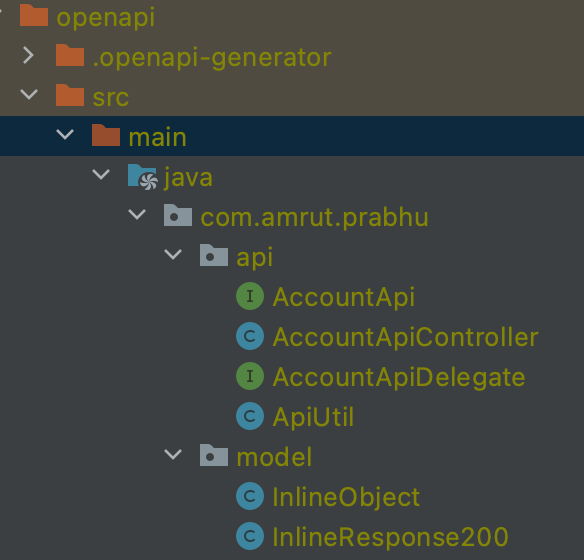 openapi
.openapi-generator
src
main
java
com.amrut.prabhu
api
I AccountApi
C AccountApiController
I AccountApiDelegate
C ApiUtil
model
C InlineObject
C InlineResponse200